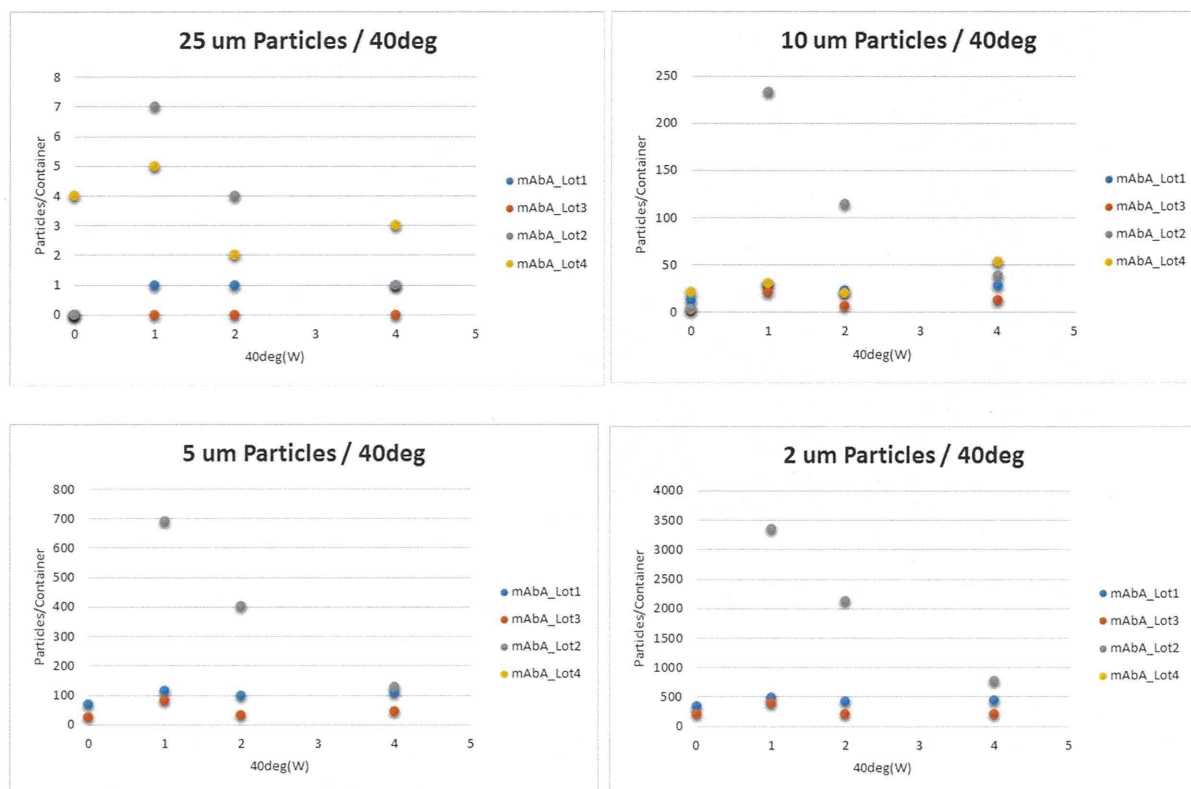 25 um Particles / 40deg
8
7
6
5
4
3
2
1
0
Particles/Container
0 1 2 3 4 5
40deg(W)
mAbA_Lot1
mAbA_Lot3
mAbA_Lot2
mAbA_Lot4
10 um Particles / 40deg
250
200
150
100
50
0
Particles/Container
0 1 2 3 4 5
40deg(W)
mAbA_Lot1
mAbA_Lot3
mAbA_Lot2
mAbA_Lot4
5 um Particles / 40deg
800
700
600
500
400
300
200
100
0
Particles/Container
0 1 2 3 4 5
40deg(W)
mAbA_Lot1
mAbA_Lot3
mAbA_Lot2
mAbA_Lot4
2 um Particles / 40deg
4000
3500
3000
2500
2000
1500
1000
500
0
Particles/Container
0 1 2 3 4 5
40deg(W)
mAbA_Lot1
mAbA_Lot3
mAbA_Lot2
mAbA_Lot4